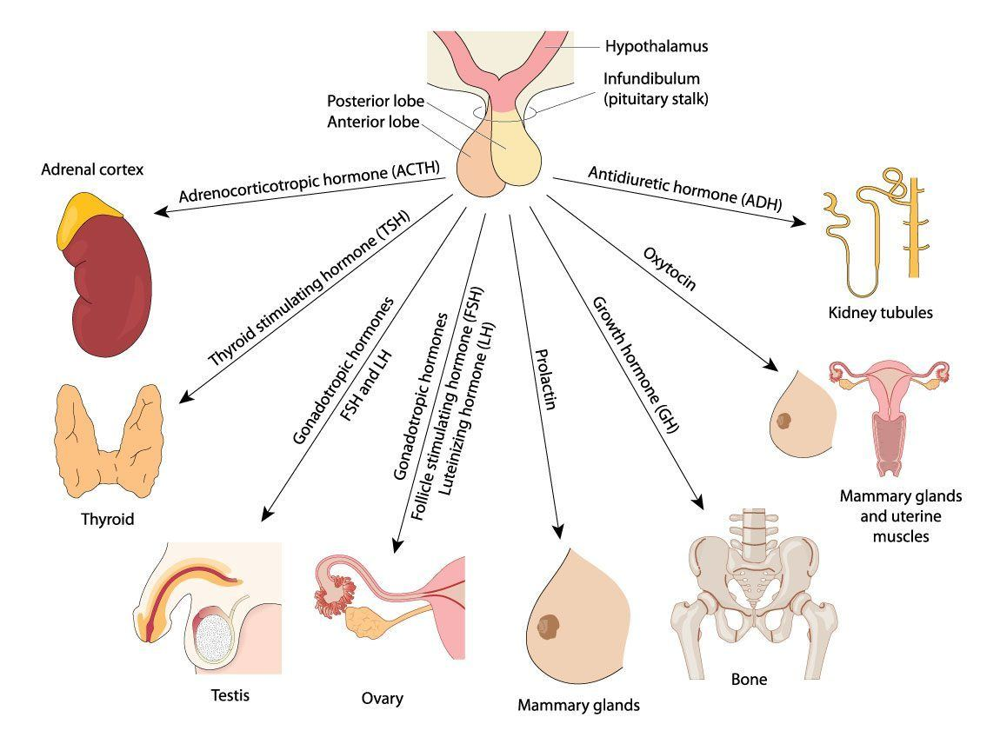 Hypothalamus
Infundibulum
(pituitary stalk)
Posterior lobe
Anterior lobe
Adrenal cortex
Adrenocorticotropic hormone (ACTH)
Antidiuretic hormone (ADH)
Thyroid stimulating hormone (TSH)
Oxytocin
Kidney tubules
Gonadotropic hormones
FSH and LH
Gonadotropic hormones
Follicle stimulating hormone (FSH)
Luteinizing hormone (LH)
Prolactin
Growth hormone (GH)
Mammary glands
and uterine
muscles
Thyroid
Testis
Ovary
Mammary glands
Bone